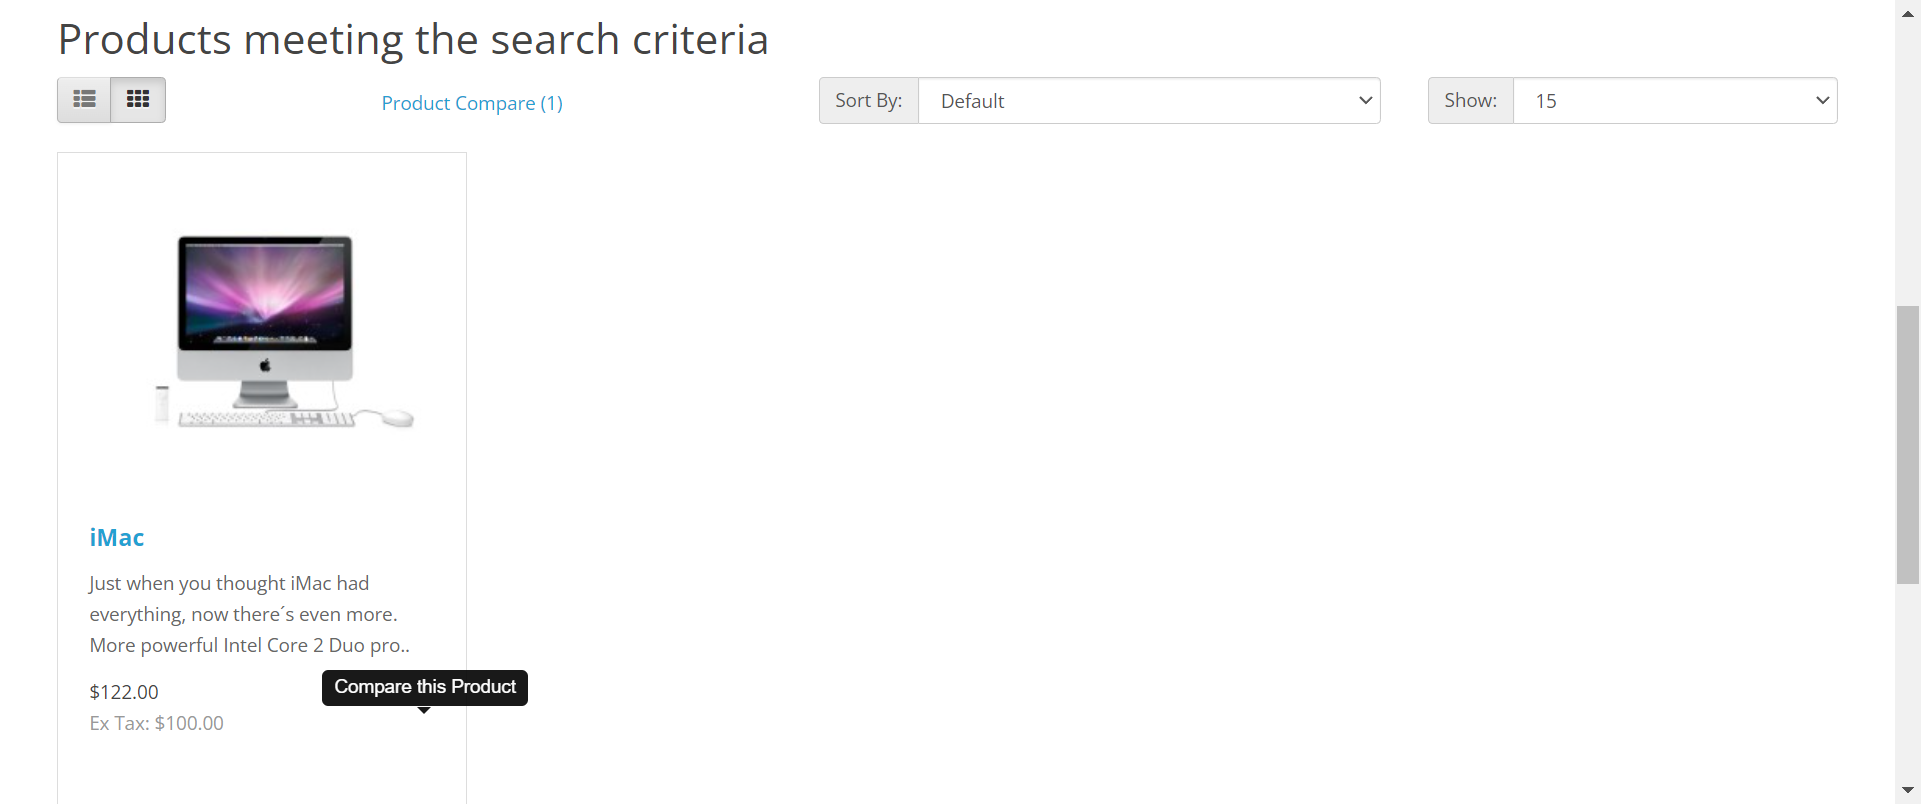 Products meeting the search criteria
Product Compare (1)
Sort By:
Default
Show:
15
iMac
Just when you thought iMac had
everything, now there´s even more.
More powerful Intel Core 2 Duo pro..
Compare this Product
$122.00
Ex Tax: $100.00